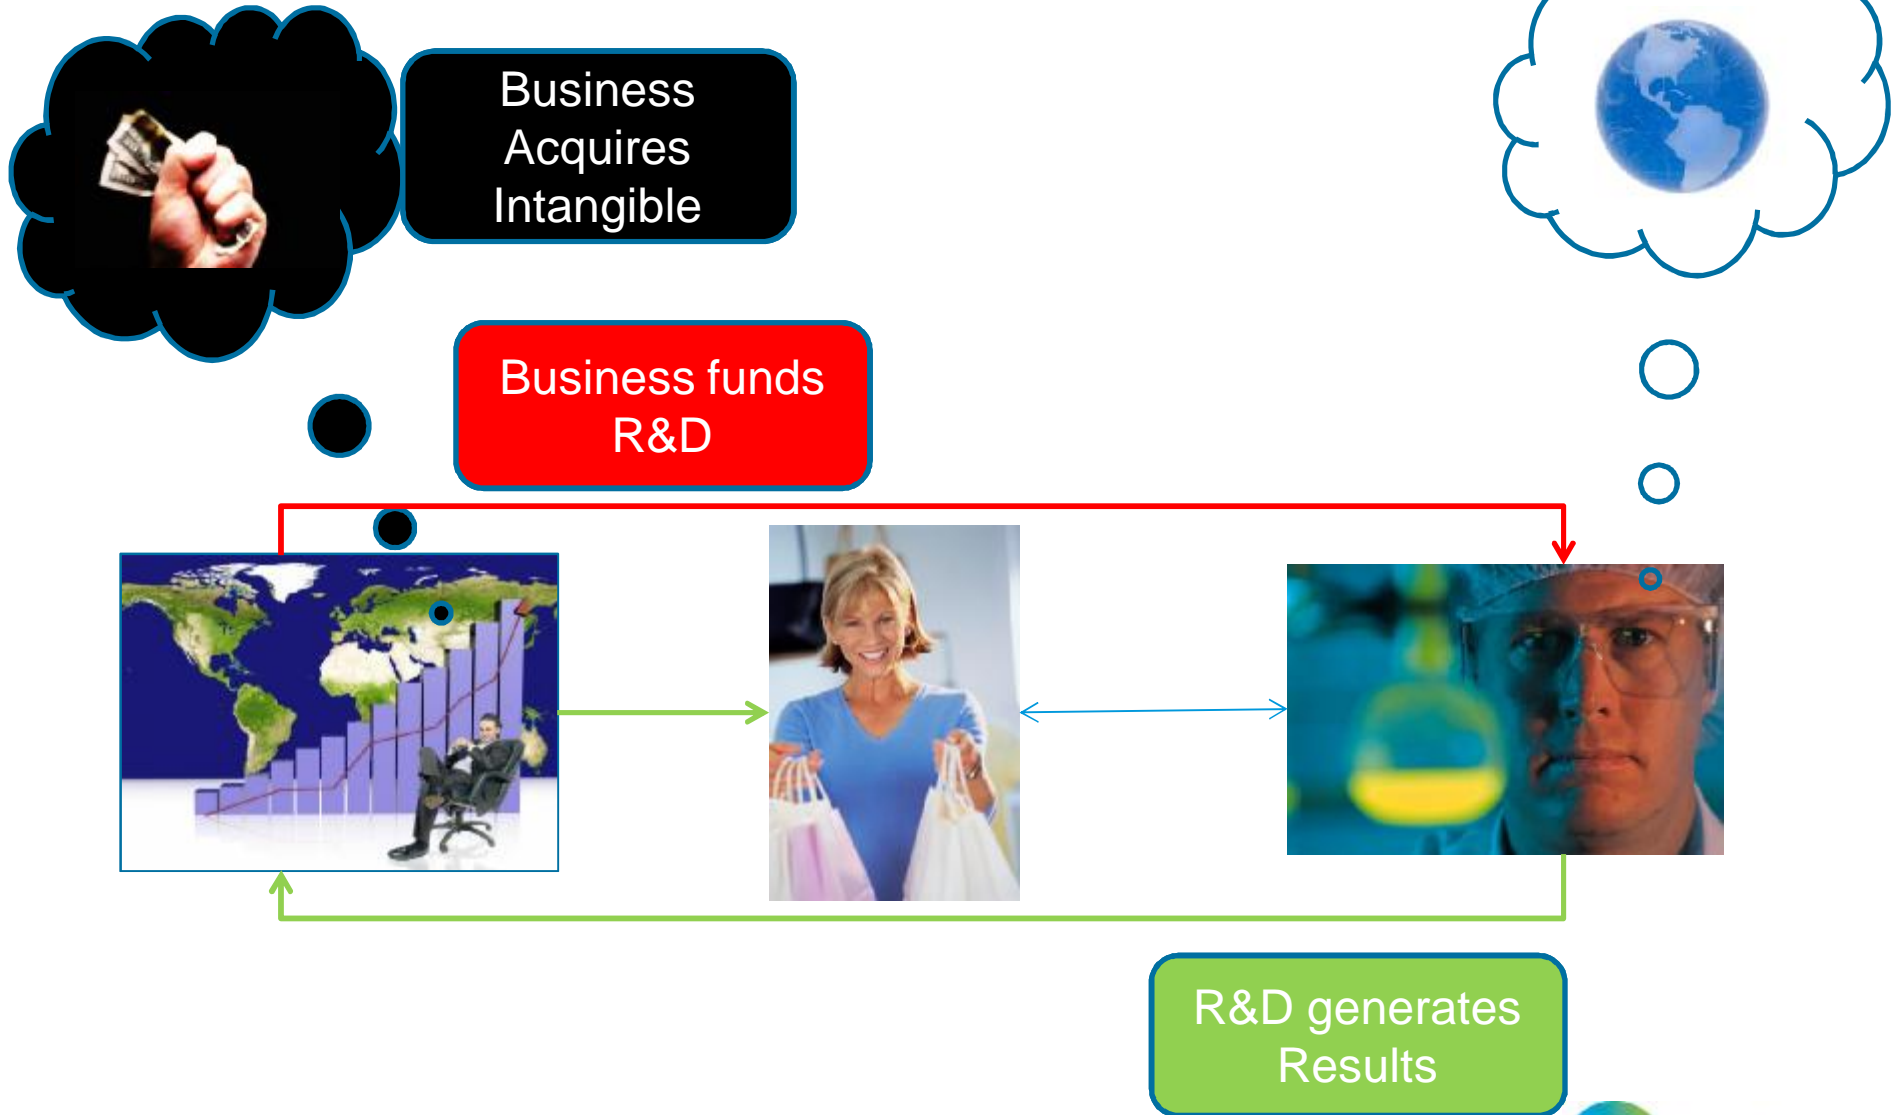 Business
Acquires
Intangible
Business funds
R&D
R&D generates
Results